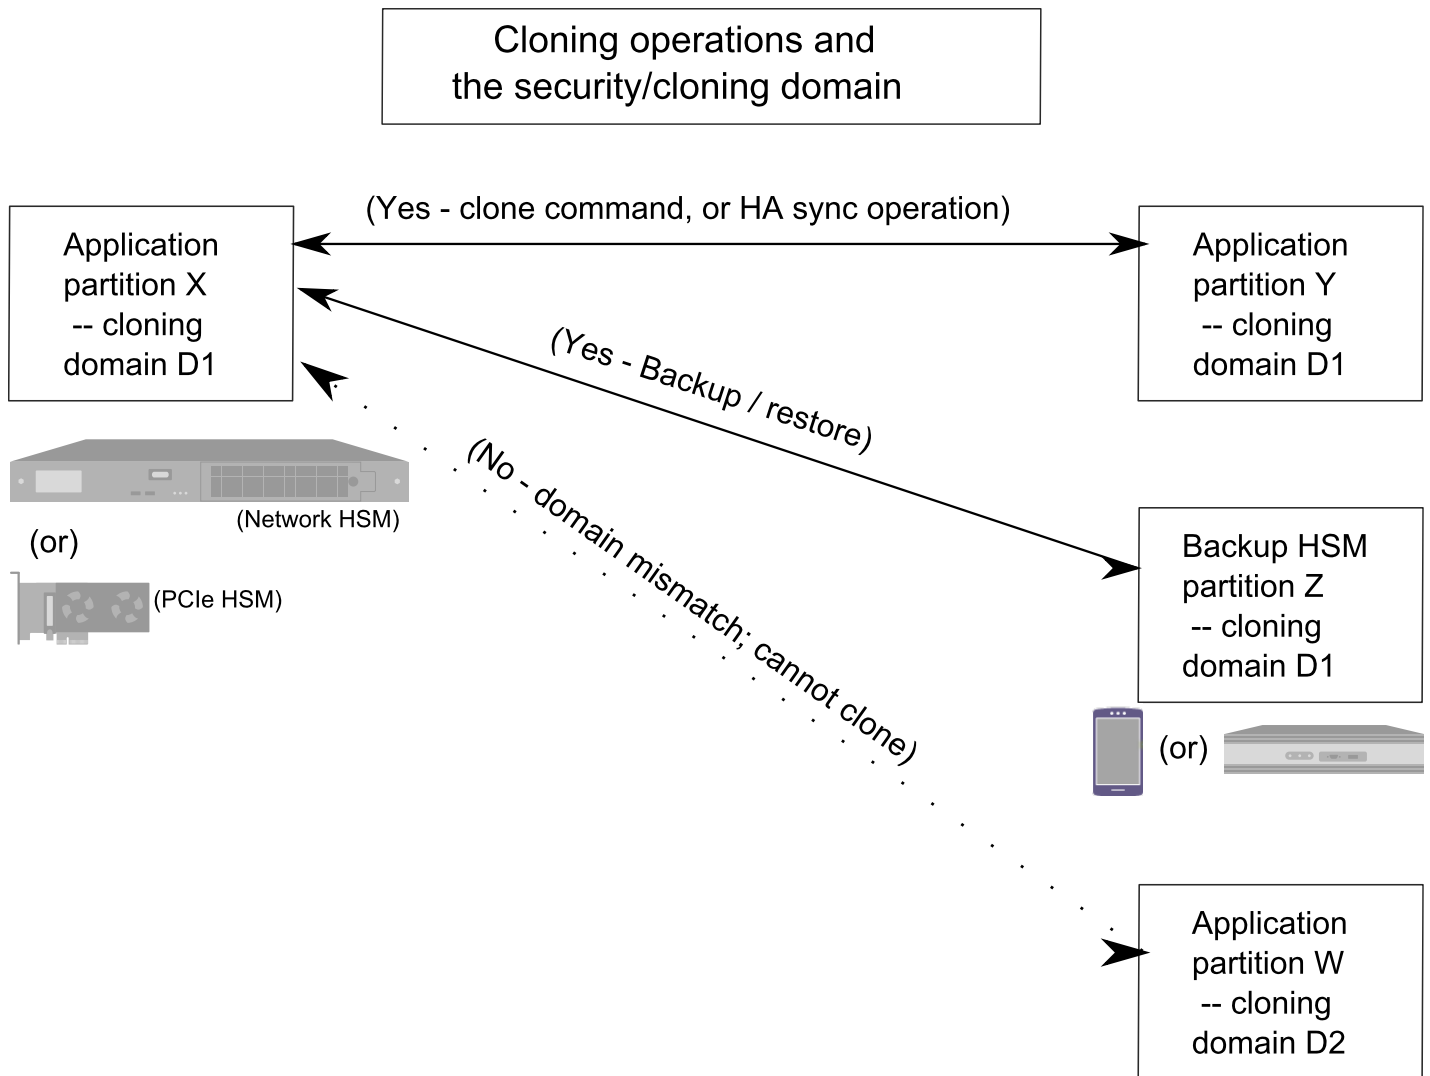 Cloning operations and
the security/cloning domain
(Yes - clone command, or HA sync operation)
Application
partition X
-- cloning
domain D1
Application
partition Y
-- cloning
domain D1
(Yes - Backup / restore)
(No - domain mismatch; cannot clone)
(Network HSM)
(or)
(PCIe HSM)
Backup HSM
partition Z
-- cloning
domain D1
(or)
Application
partition W
-- cloning
domain D2